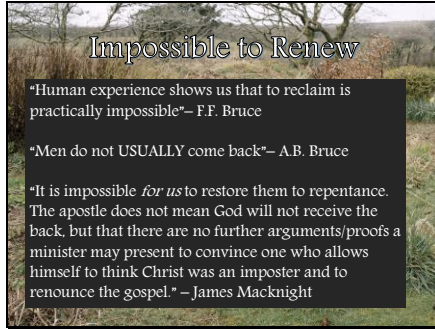 Impossible to Renew
“Human experience shows us that to reclaim is
practically impossible”– F.F. Bruce
“Men do not USUALLY come back”– A.B. Bruce
“It is impossible for us to restore them to repentance.
The apostle does not mean God will not receive the
back, but that there are no further arguments/proofs a
minister may present to convince one who allows
himself to think Christ was an imposter and to
renounce the gospel.” – James Macknight